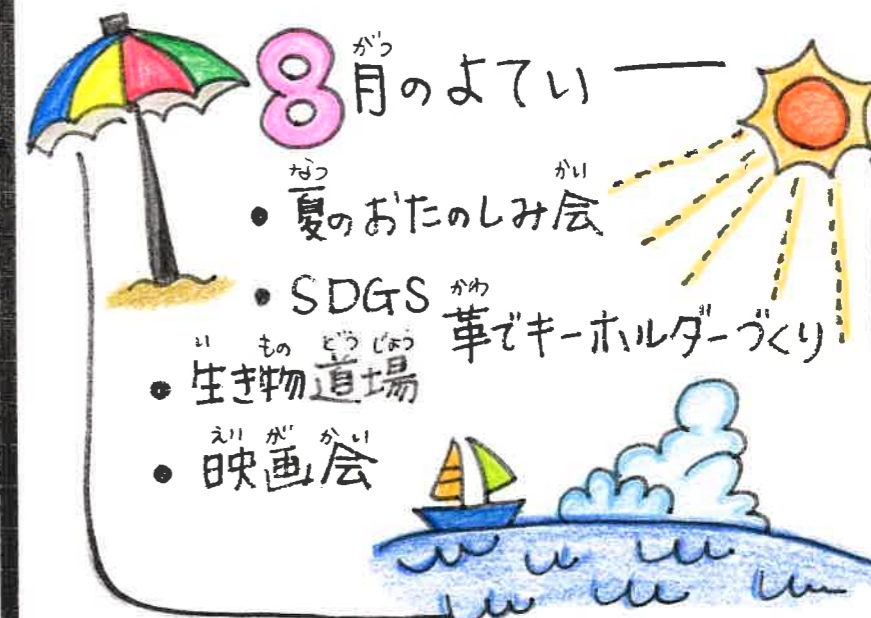 8月のよてい
・夏のおたのしみ会
・SDGS 革でキーホルダーづくり
・生き物道場
・映画会